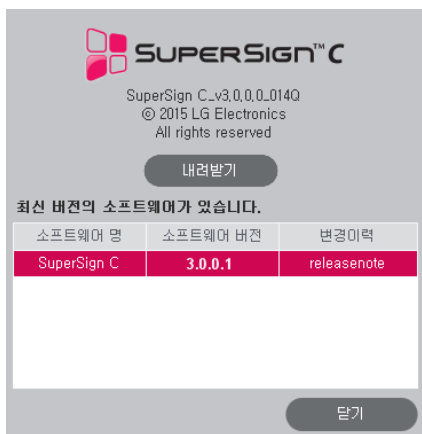 SUPERSIGN™ C
SuperSign C_v3.0.0.0_014Q
© 2015 LG Electronics
All rights reserved
내려받기
최신 버전의 소프트웨어가 있습니다.
소프트웨어 명 소프트웨어 버전 변경이력
SuperSign C 3.0.0.1 releasenote
닫기